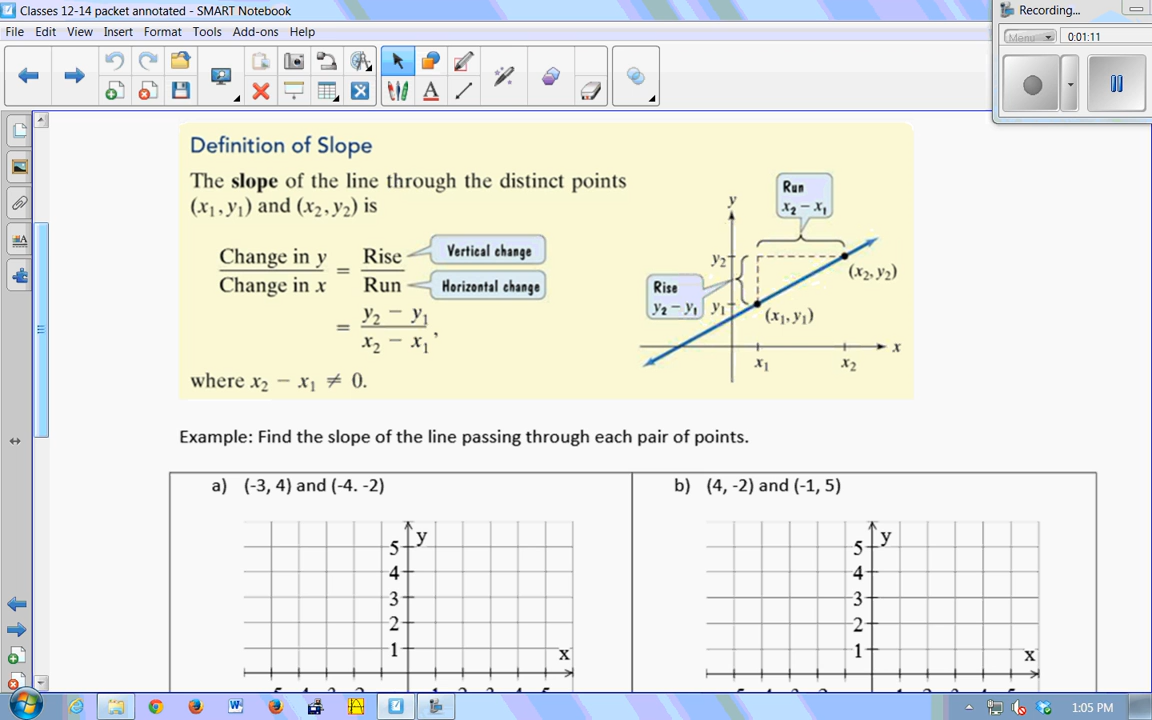 Classes 12-14 packet annotated - SMART Notebook
Recording...
File Edit View Insert Format Tools Add-ons Help
Menu
0:01:11
Definition of Slope
The slope of the line through the distinct points
(x₁, y₁) and (x₂, y₂) is
Change in y
Change in x
=
Rise
Run
Vertical change
Horizontal change
= y₂ − y₁
x₂ − x₁ ,
where x₂ − x₁ ≠ 0.
Run
x₂ − x₁
y
y₂
(x₂, y₂)
Rise
y₂ − y₁
y₁
(x₁, y₁)
x
x₁
x₂
Example: Find the slope of the line passing through each pair of points.
a) (-3, 4) and (-4. -2)
b) (4, -2) and (-1, 5)
y
5
4
3
2
1
x
y
5
4
3
2
1
x
1:05 PM